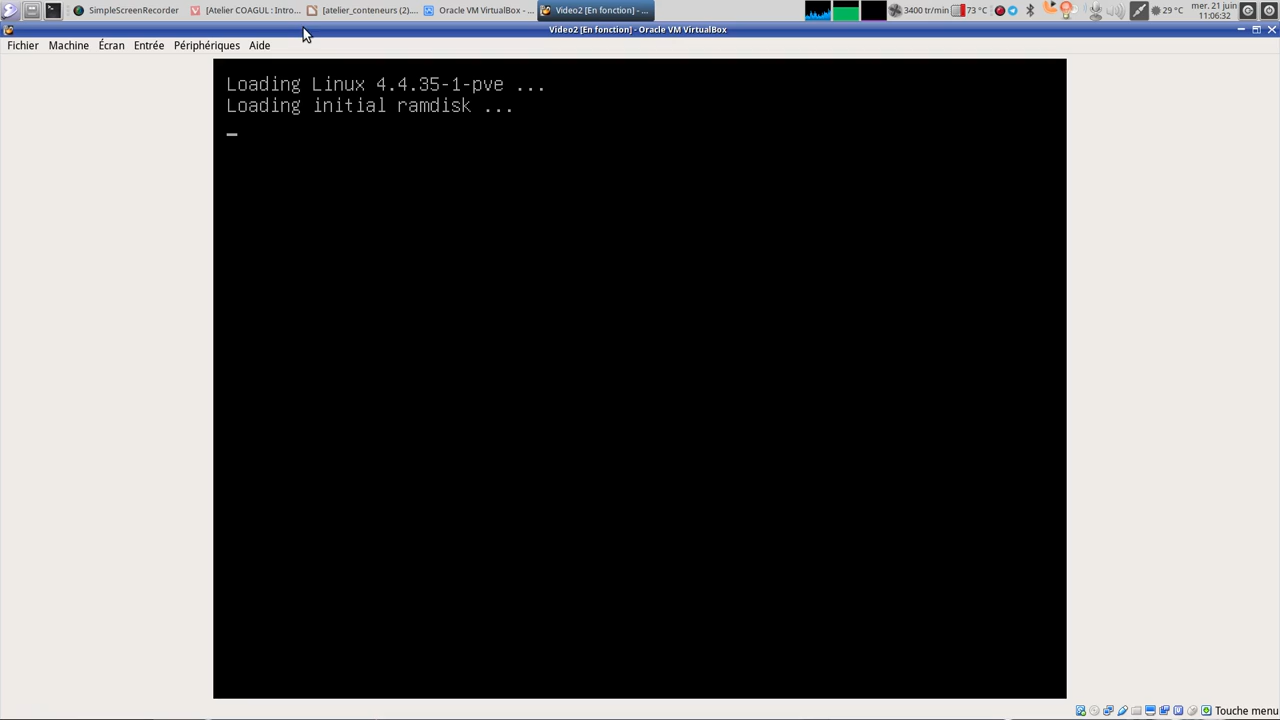 SimpleScreenRecorder
[Atelier COAGUL : Intro...
[atelier_conteneurs (2)....
Oracle VM VirtualBox - ...
Video2 [En fonction] - ...
3400 tr/min
73 °C
29 °C
mer. 21 juin
11:06:32
Video2 [En fonction] - Oracle VM VirtualBox
Fichier Machine Écran Entrée Périphériques Aide
Loading Linux 4.4.35-1-pve ...
Loading initial ramdisk ...
Touche menu